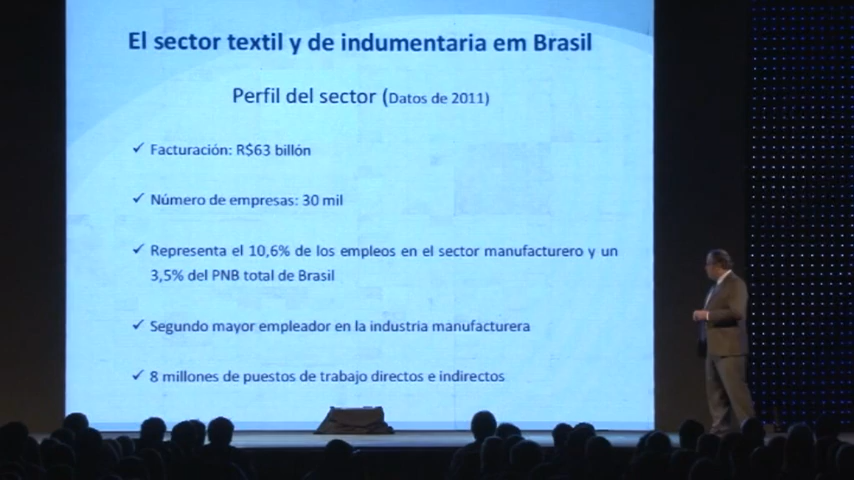 El sector textil y de indumentaria em Brasil
Perfil del sector (Datos de 2011)
✓ Facturación: R$63 billón
✓ Número de empresas: 30 mil
✓ Representa el 10,6% de los empleos en el sector manufacturero y un
3,5% del PNB total de Brasil
✓ Segundo mayor empleador en la industria manufacturera
✓ 8 millones de puestos de trabajo directos e indirectos